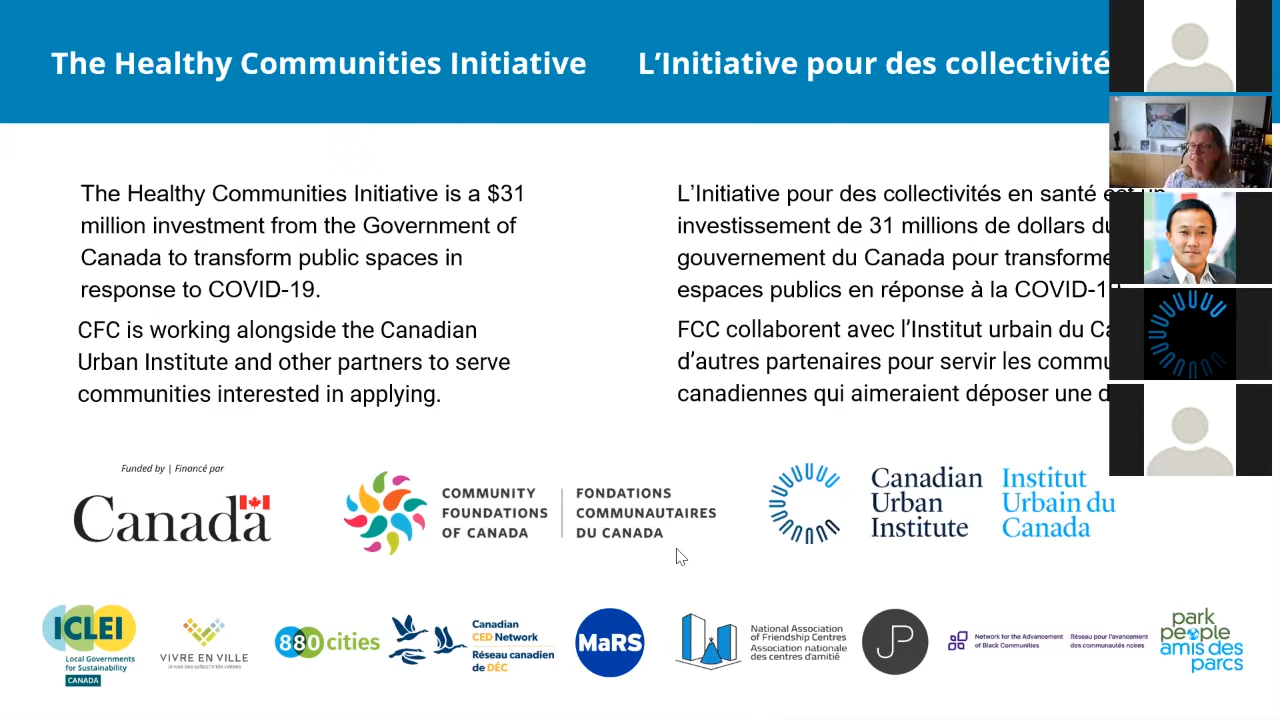 The Healthy Communities Initiative
L’Initiative pour des collectivité
The Healthy Communities Initiative is a $31
million investment from the Government of
Canada to transform public spaces in
response to COVID-19.
CFC is working alongside the Canadian
Urban Institute and other partners to serve
communities interested in applying.
L’Initiative pour des collectivités en santé est un
investissement de 31 millions de dollars du
gouvernement du Canada pour transforme
espaces publics en réponse à la COVID-19
FCC collaborent avec l’Institut urbain du Ca
d’autres partenaires pour servir les commu
canadiennes qui aimeraient déposer une d
Funded by | Financé par
Canada
COMMUNITY
FOUNDATIONS
OF CANADA
FONDATIONS
COMMUNAUTAIRES
DU CANADA
Canadian
Urban
Institute
Institut
Urbain du
Canada
ICLEI
Local Governments
for Sustainability
CANADA
VIVRE EN VILLE
la voie des collectivités viables
880 cities
Canadian
CED Network
Réseau canadien
de DÉC
MaRS
National Association
of Friendship Centres
Association nationale
des centres d’amitié
JP
Network for the Advancement
of Black Communities
Réseau pour l’avancement
des communautés noires
park
people
amis des
parcs